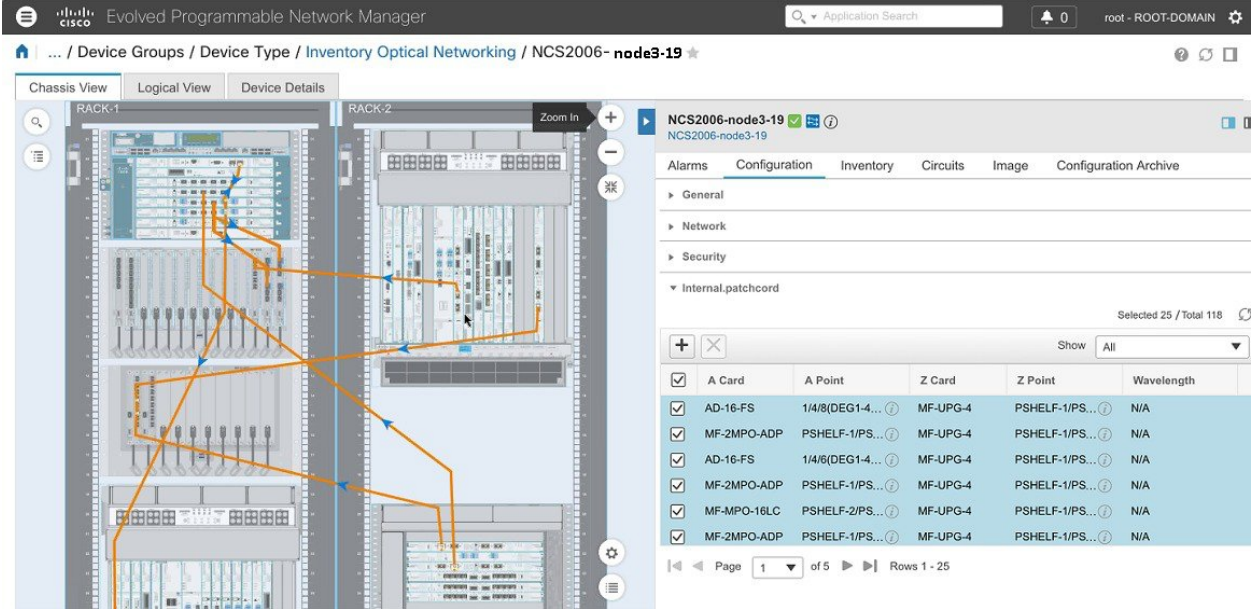 cisco Evolved Programmable Network Manager Application Search 0 root - ROOT-DOMAIN
... / Device Groups / Device Type / Inventory Optical Networking / NCS2006- node3-19
Chassis View Logical View Device Details
RACK-1 RACK-2 Zoom In
NCS2006-node3-19
NCS2006-node3-19
Alarms Configuration Inventory Circuits Image Configuration Archive
General
Network
Security
Internal.patchcord
Selected 25 / Total 118
Show All
A Card A Point Z Card Z Point Wavelength
AD-16-FS 1/4/8(DEG1-4... MF-UPG-4 PSHELF-1/PS... N/A
MF-2MPO-ADP PSHELF-1/PS... MF-UPG-4 PSHELF-1/PS... N/A
AD-16-FS 1/4/6(DEG1-4... MF-UPG-4 PSHELF-1/PS... N/A
MF-2MPO-ADP PSHELF-1/PS... MF-UPG-4 PSHELF-1/PS... N/A
MF-MPO-16LC PSHELF-2/PS... MF-UPG-4 PSHELF-1/PS... N/A
MF-2MPO-ADP PSHELF-1/PS... MF-UPG-4 PSHELF-1/PS... N/A
Page 1 of 5 Rows 1 - 25